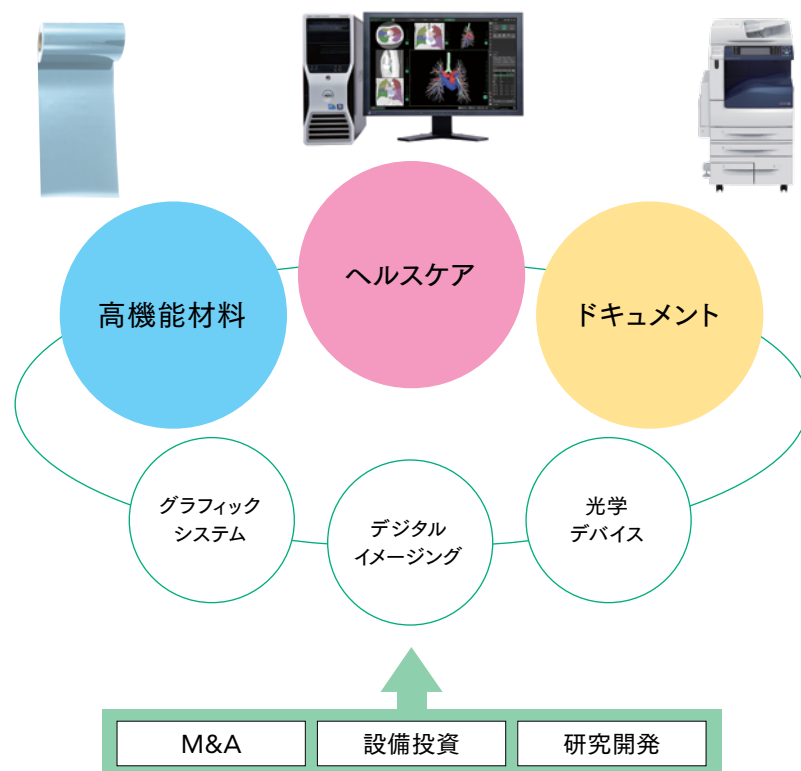 ヘルスケア
高機能材料
ドキュメント
グラフィック
システム
デジタル
イメージング
光学
デバイス
M&A
設備投資
研究開発